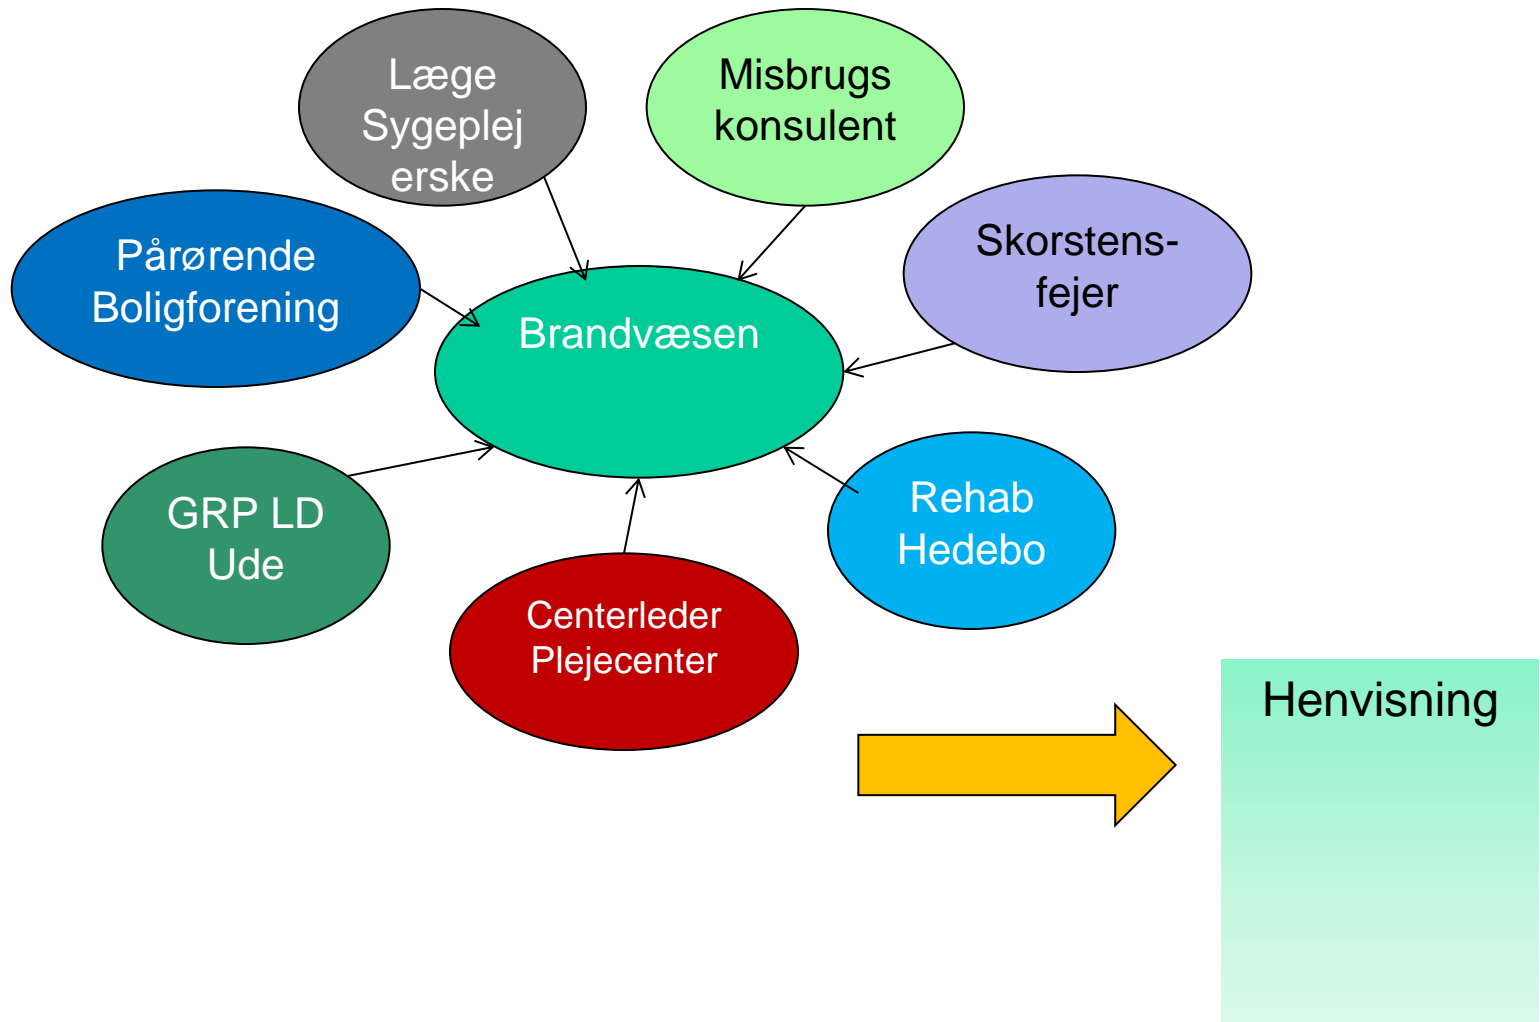 Læge
Sygeplej
erske
Misbrugs
konsulent
Pårørende
Boligforening
Skorstens-
fejer
Brandvæsen
GRP LD
Ude
Rehab
Hedebo
Centerleder
Plejecenter
Henvisning